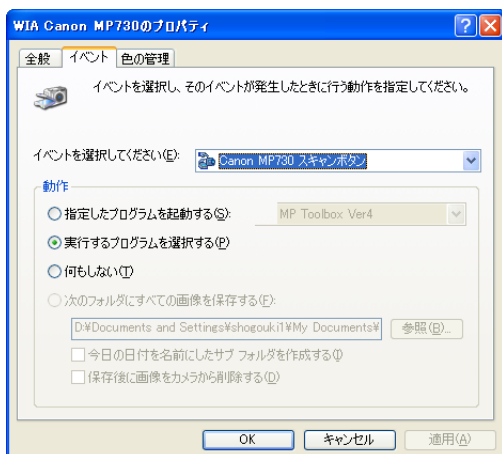 WIA Canon MP730のプロパティ
全般 イベント 色の管理
イベントを選択し、そのイベントが発生したときに行う動作を指定してください。
イベントを選択してください(E): Canon MP730 スキャンボタン
動作
指定したプログラムを起動する(S): MP Toolbox Ver4
実行するプログラムを選択する(P)
何もしない(T)
次のフォルダにすべての画像を保存する(F):
D:¥Documents and Settings¥shogouki1¥My Documents¥ 参照(B)...
今日の日付を名前にしたサブ フォルダを作成する(I)
保存後に画像をカメラから削除する(D)
OK キャンセル 適用(A)